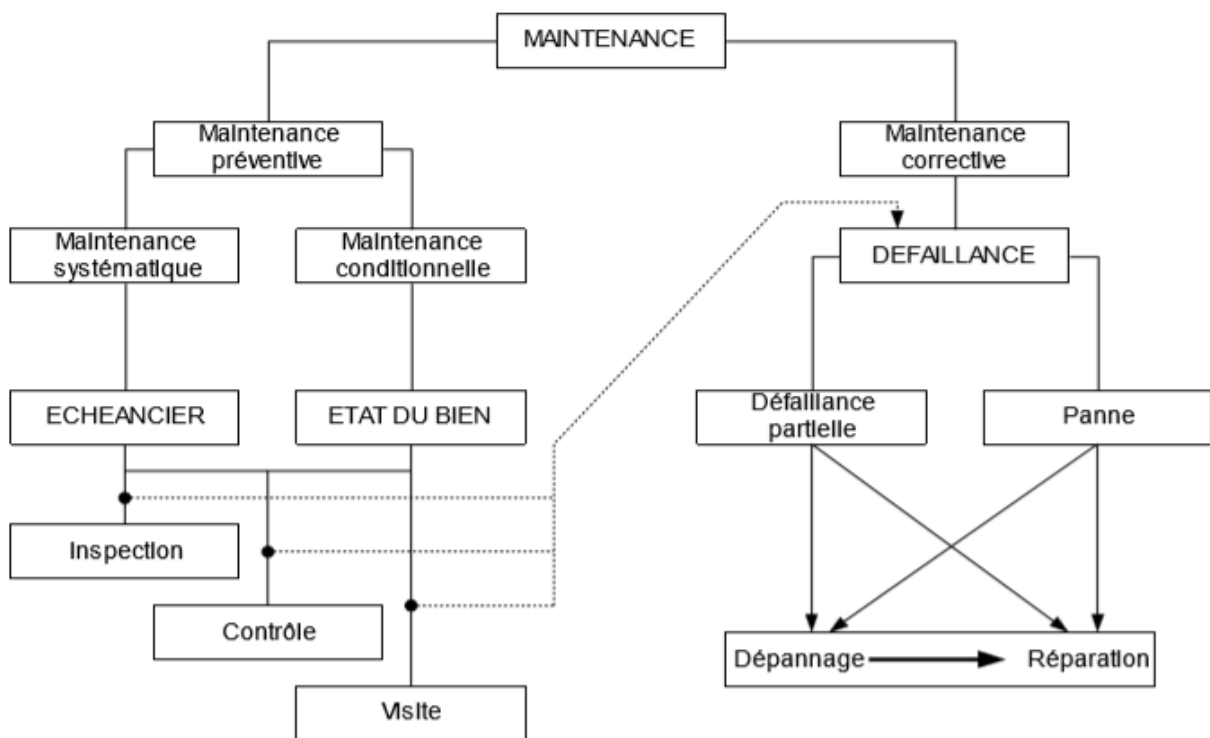 MAINTENANCE
Maintenance
préventive
Maintenance
corrective
Maintenance
systématique
Maintenance
conditionnelle
DEFAILLANCE
ECHEANCIER
ETAT DU BIEN
Défaillance
partielle
Panne
Inspection
Contrôle
Dépannage
Réparation
Visite